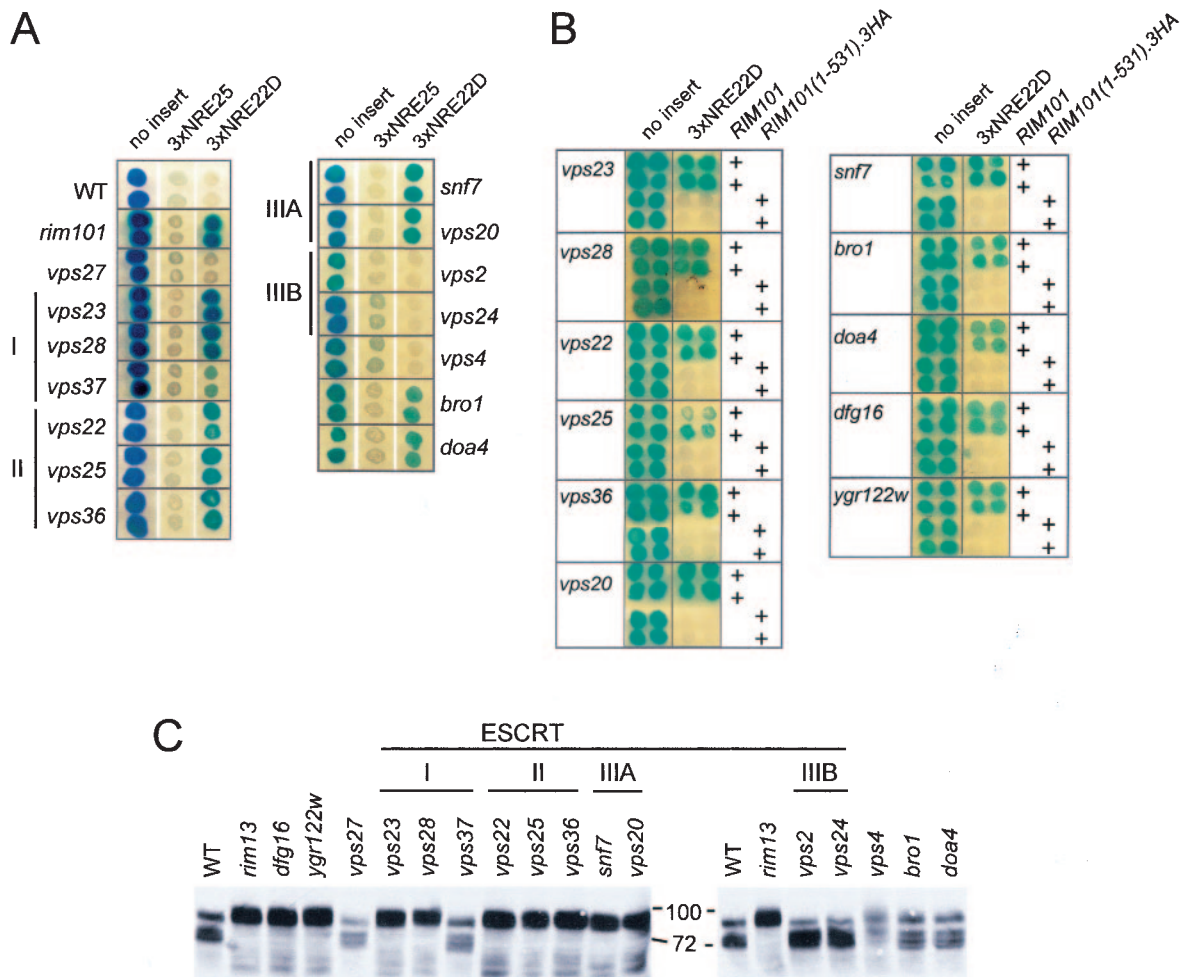 A
no insert
3xNRE25
3xNRE22D
WT
rim101
vps27
I
vps23
vps28
vps37
II
vps22
vps25
vps36
no insert
3xNRE25
3xNRE22D
IIIA
snf7
vps20
IIIB
vps2
vps24
vps4
bro1
doa4
B
no insert
3xNRE22D
RIM101
RIM101(1-531).3HA
vps23
+
+
+
+
vps28
+
+
+
+
vps22
+
+
+
+
vps25
+
+
+
+
vps36
+
+
+
+
vps20
+
+
+
+
no insert
3xNRE22D
RIM101
RIM101(1-531).3HA
snf7
+
+
+
+
bro1
+
+
+
+
doa4
+
+
+
+
dfg16
+
+
+
+
ygr122w
+
+
+
+
C
ESCRT
I II IIIA IIIB
WT rim13 dfg16 ygr122w vps27 vps23 vps28 vps37 vps22 vps25 vps36 snf7 vps20 WT rim13 vps2 vps24 vps4 bro1 doa4
- 100 -
- 72 -